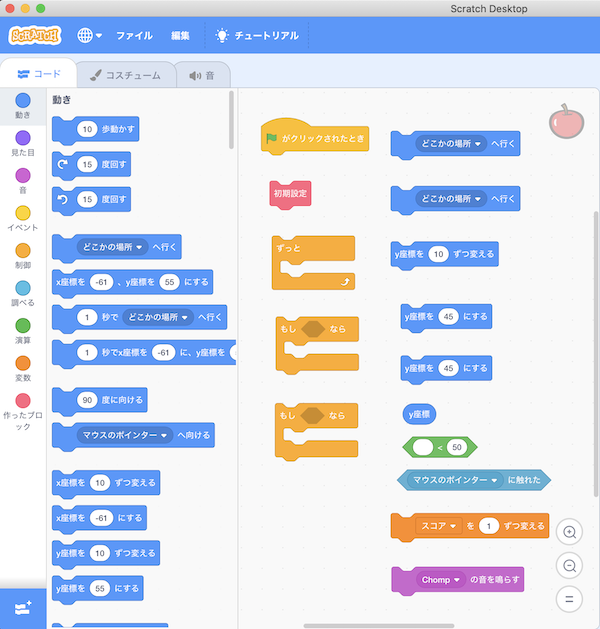 Scratch Desktop
SCRATCH
ファイル
編集
チュートリアル
コード
コスチューム
音
動き
見た目
音
イベント
制御
調べる
演算
変数
作ったブロック
動き
10 歩動かす
15 度回す
15 度回す
どこかの場所 へ行く
x座標を -61 、y座標を 55 にする
1 秒で どこかの場所 へ行く
1 秒でx座標を -61 に、y座標を
90 度に向ける
マウスのポインター へ向ける
x座標を 10 ずつ変える
x座標を -61 にする
y座標を 10 ずつ変える
y座標を 55 にする
がクリックされたとき
初期設定
ずっと
もし なら
もし なら
どこかの場所 へ行く
どこかの場所 へ行く
y座標を 10 ずつ変える
y座標を 45 にする
y座標を 45 にする
y座標
< 50
マウスのポインター に触れた
スコア を 1 ずつ変える
Chomp の音を鳴らす